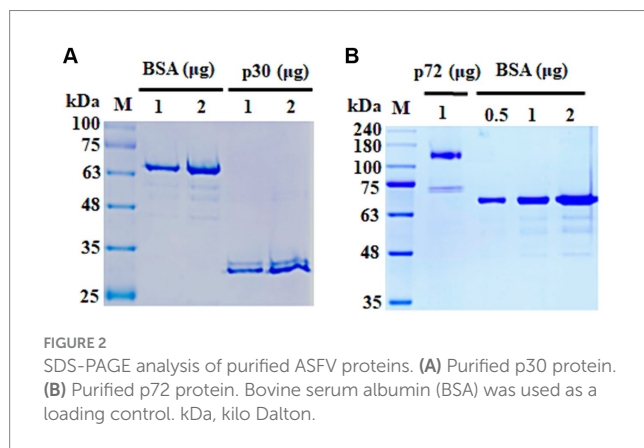 A
BSA (µg) p30 (µg)
kDa M 1 2 1 2
100
75
63
48
35
25
B
p72 (µg) BSA (µg)
M 1 0.5 1 2
kDa
240
180
100
75
63
48
35
FIGURE 2
SDS-PAGE analysis of purified ASFV proteins. (A) Purified p30 protein.
(B) Purified p72 protein. Bovine serum albumin (BSA) was used as a
loading control. kDa, kilo Dalton.